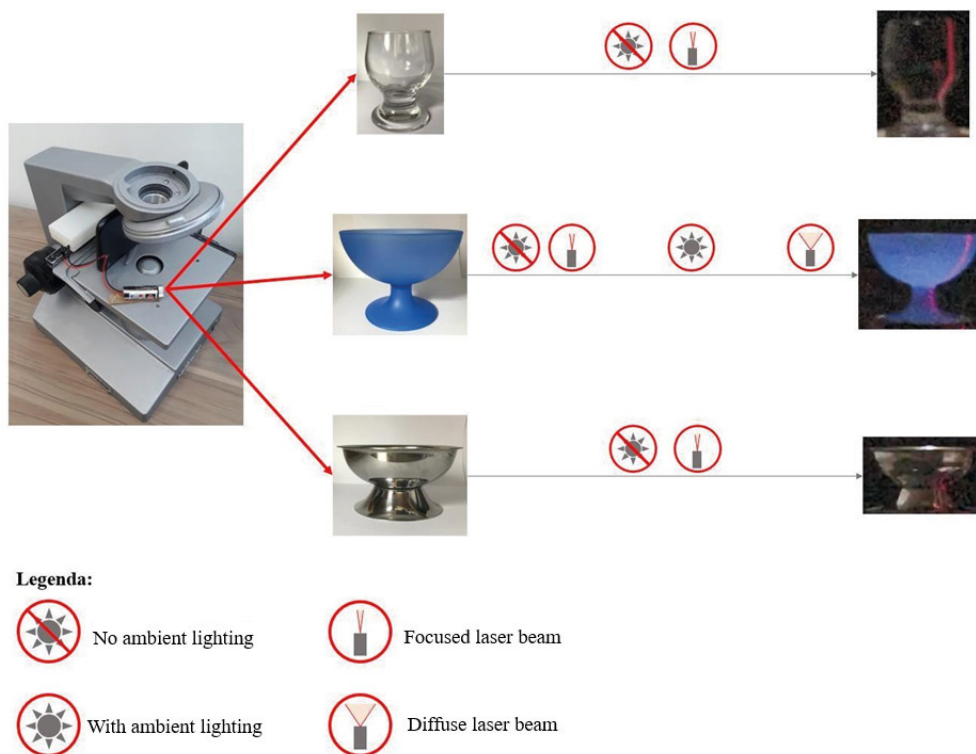 Legenda:
No ambient lighting
Focused laser beam
With ambient lighting
Diffuse laser beam